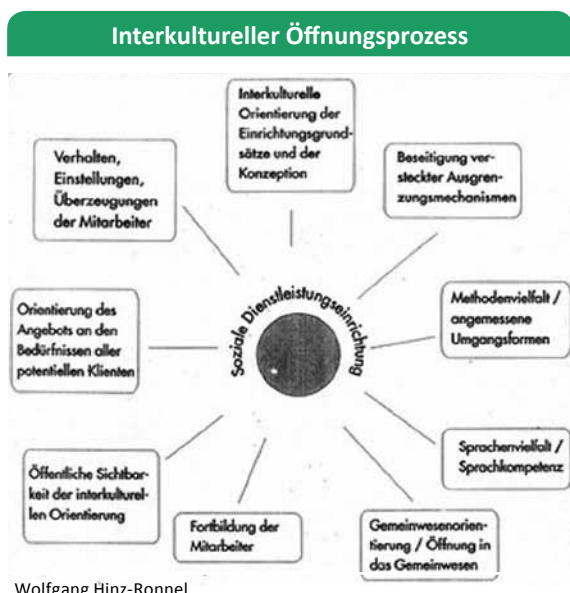 Interkultureller Öffnungsprozess
Interkulturelle
Orientierung der
Einrichtungsgrund-
sätze und der
Konzeption
Beseitigung ver-
steckter Ausgren-
zungsmechanismen
Methodenvielfalt /
angemessene
Umgangsformen
Sprachenvielfalt /
Sprachkompetenz
Gemeinwesenorien-
tierung / Öffnung in
das Gemeinwesen
Fortbildung der
Mitarbeiter
Öffentliche Sichtbar-
keit der interkulturel-
len Orientierung
Orientierung des
Angebots an den
Bedürfnissen aller
potentiellen Klienten
Verhalten,
Einstellungen,
Überzeugungen
der Mitarbeiter
Soziale Dienstleistungseinrichtung
Wolfgang Hinz-Rommel